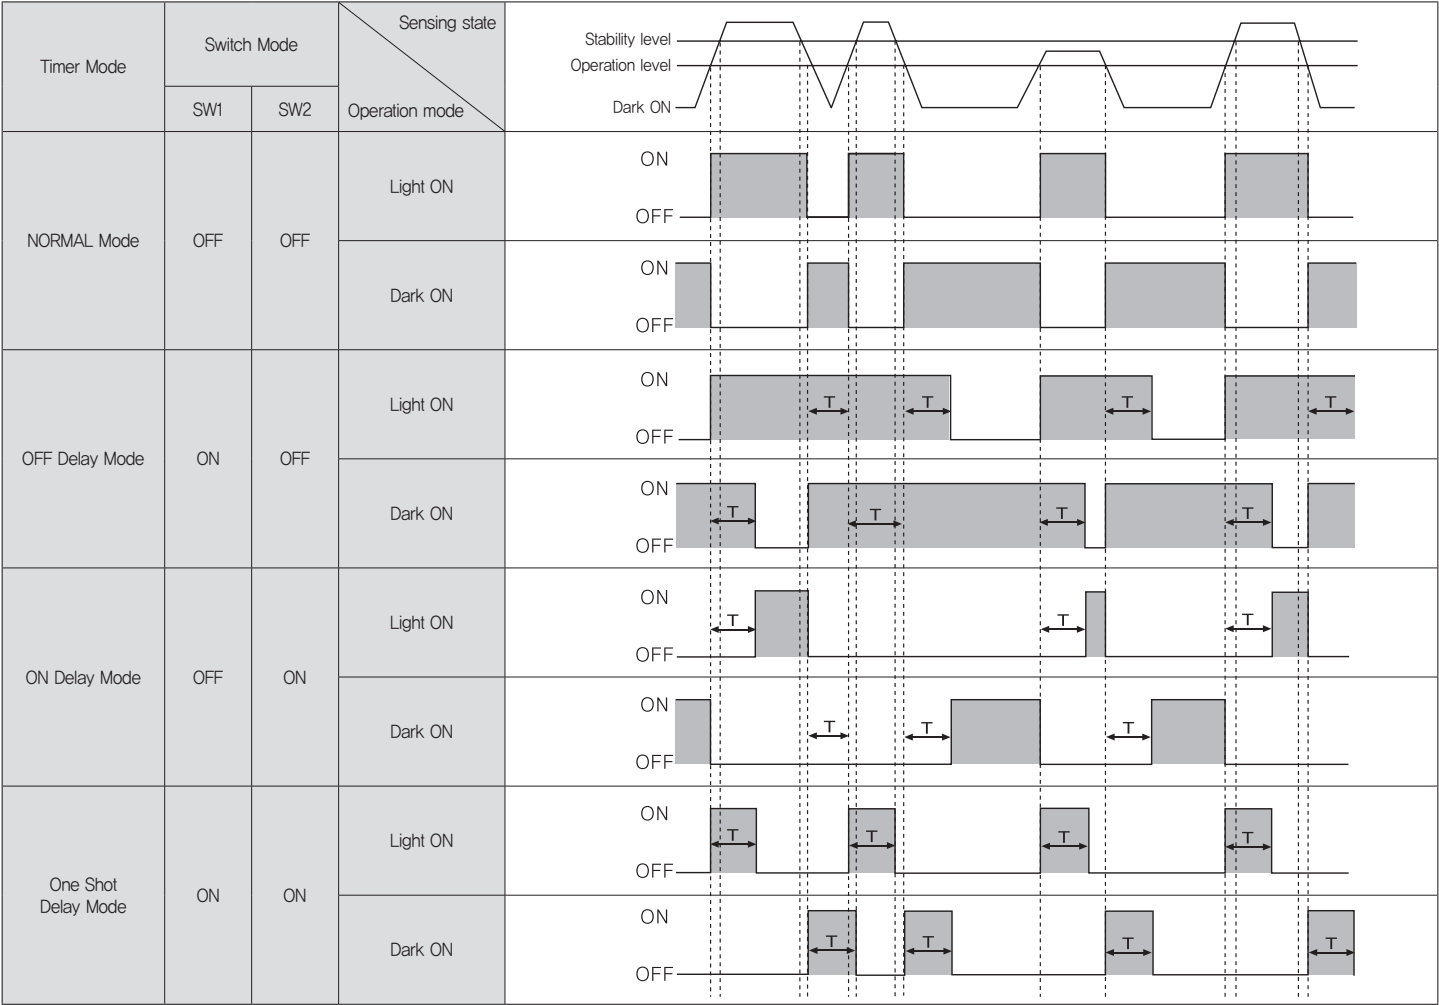 Timer Mode
Switch Mode
SW1
SW2
Sensing state
Operation mode
Stability level
Operation level
Dark ON
NORMAL Mode
OFF
OFF
Light ON
ON
OFF
Dark ON
ON
OFF
OFF Delay Mode
ON
OFF
Light ON
ON
T T T T
OFF
Dark ON
ON
T T T T
OFF
ON Delay Mode
OFF
ON
Light ON
ON
T T T
OFF
Dark ON
ON
T T T
OFF
One Shot
Delay Mode
ON
ON
Light ON
ON
T T T T
OFF
Dark ON
ON
T T T T
OFF